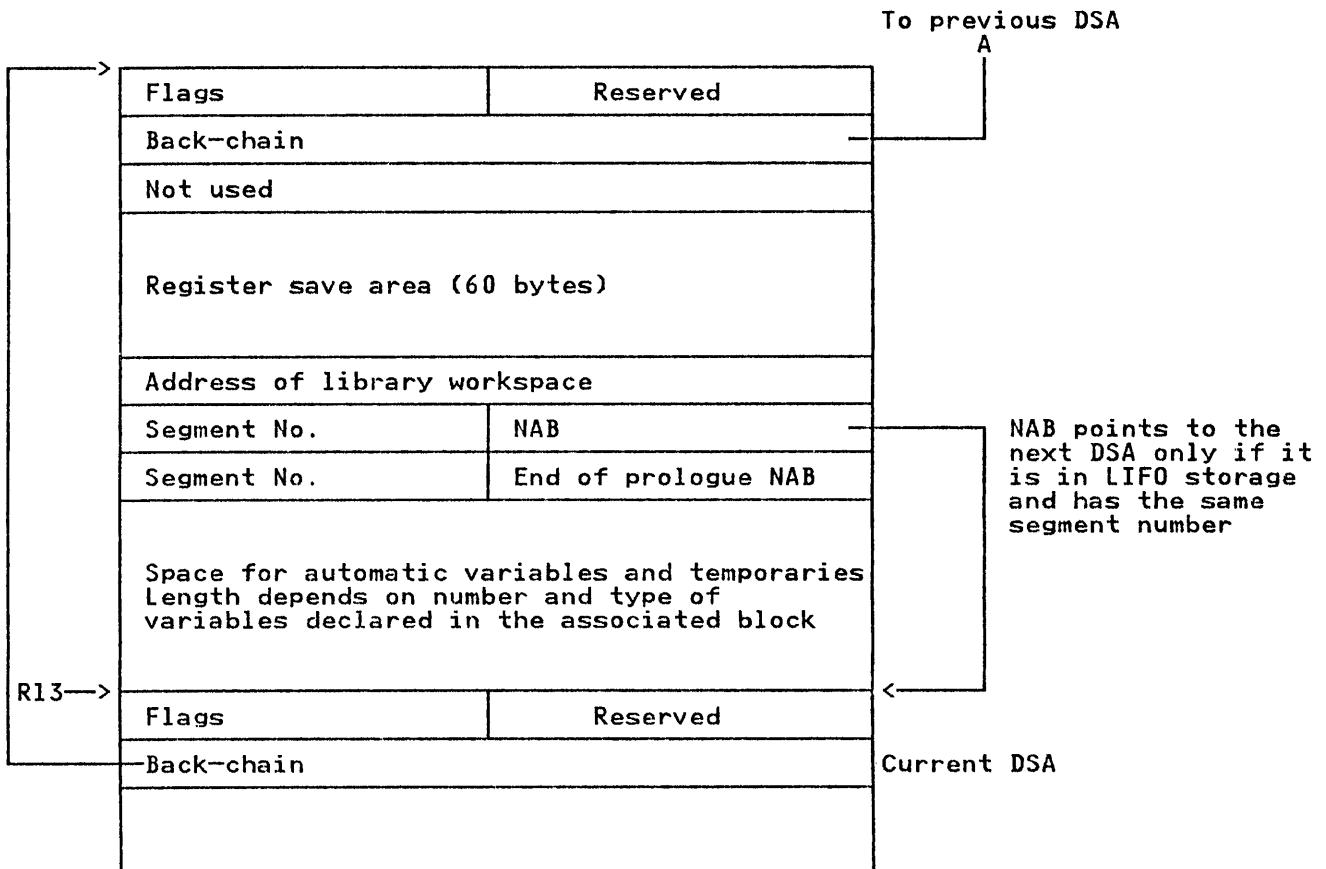 To previous DSA
A
Flags Reserved
Back-chain
Not used
Register save area (60 bytes)
Address of library workspace
Segment No. NAB
Segment No. End of prologue NAB
NAB points to the
next DSA only if it
is in LIFO storage
and has the same
segment number
Space for automatic variables and temporaries
Length depends on number and type of
variables declared in the associated block
R13
Flags Reserved
Back-chain
Current DSA